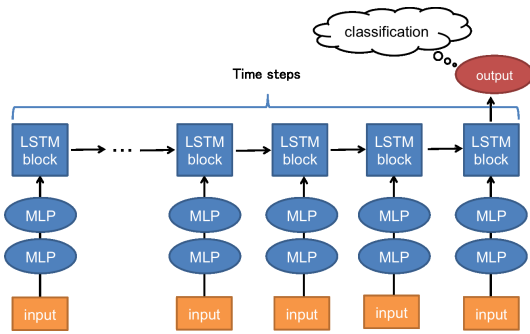 classification
output
Time steps
LSTM block
...
LSTM block
LSTM block
LSTM block
LSTM block
MLP MLP MLP MLP MLP
MLP MLP MLP MLP MLP
input input input input input